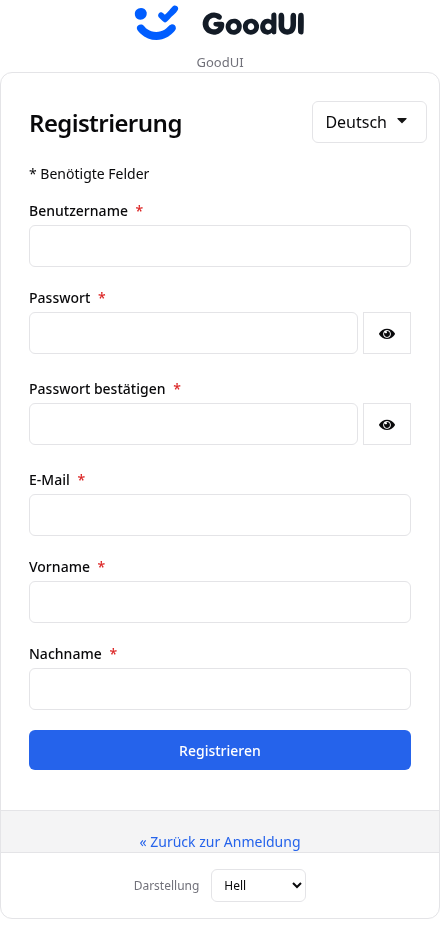 GoodUI
GoodUI
Registrierung
Deutsch
* Benötigte Felder
Benutzername *
Passwort *
Passwort bestätigen *
E-Mail *
Vorname *
Nachname *
Registrieren
« Zurück zur Anmeldung
Darstellung Hell